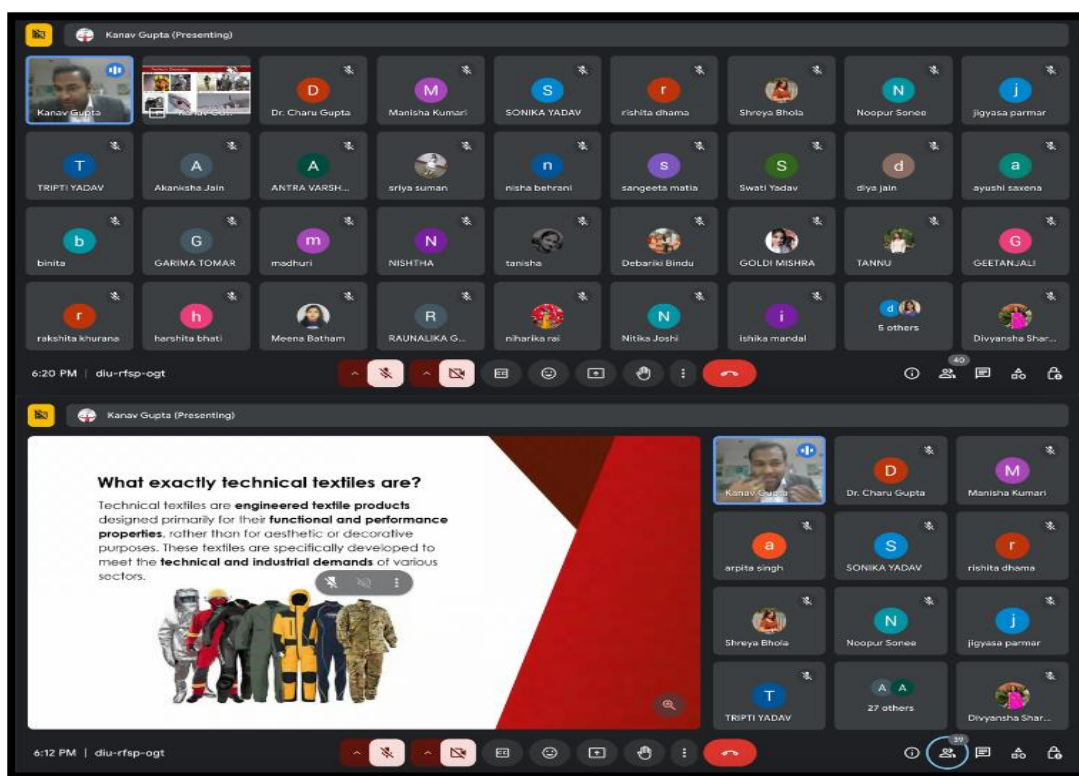 Kanav Gupta (Presenting)
Kanav Gupta
D
Dr. Charu Gupta
M
Manisha Kumari
S
SONIKA YADAV
r
rishita dhama
Shreya Bhola
N
Noopur Sonee
j
jigyasa parmar
T
TRIPTI YADAV
A
Akanksha Jain
A
ANTRA VARSH...
sriya suman
n
nisha behrani
s
sangeeta matia
S
Swati Yadav
d
diya jain
a
ayushi saxena
b
binita
G
GARIMA TOMAR
m
madhuri
N
NISHTHA
tanisha
Debariki Bindu
GOLDI MISHRA
TANNU
G
GEETANJALI
r
rakshita khurana
h
harshita bhati
Meena Batham
R
RAUNALIKA G...
niharika rai
N
Nitika Joshi
i
ishika mandal
d
5 others
Divyansha Shar...
6:20 PM | diu-rfsp-ogt
40
Kanav Gupta (Presenting)
What exactly technical textiles are?
Technical textiles are engineered textile products
designed primarily for their functional and performance
properties, rather than for aesthetic or decorative
purposes. These textiles are specifically developed to
meet the technical and industrial demands of various
sectors.
Kanav Gupta
D
Dr. Charu Gupta
M
Manisha Kumari
a
arpita singh
S
SONIKA YADAV
r
rishita dhama
Shreya Bhola
N
Noopur Sonee
j
jigyasa parmar
T
TRIPTI YADAV
A A
27 others
Divyansha Shar...
6:12 PM | diu-rfsp-ogt
39